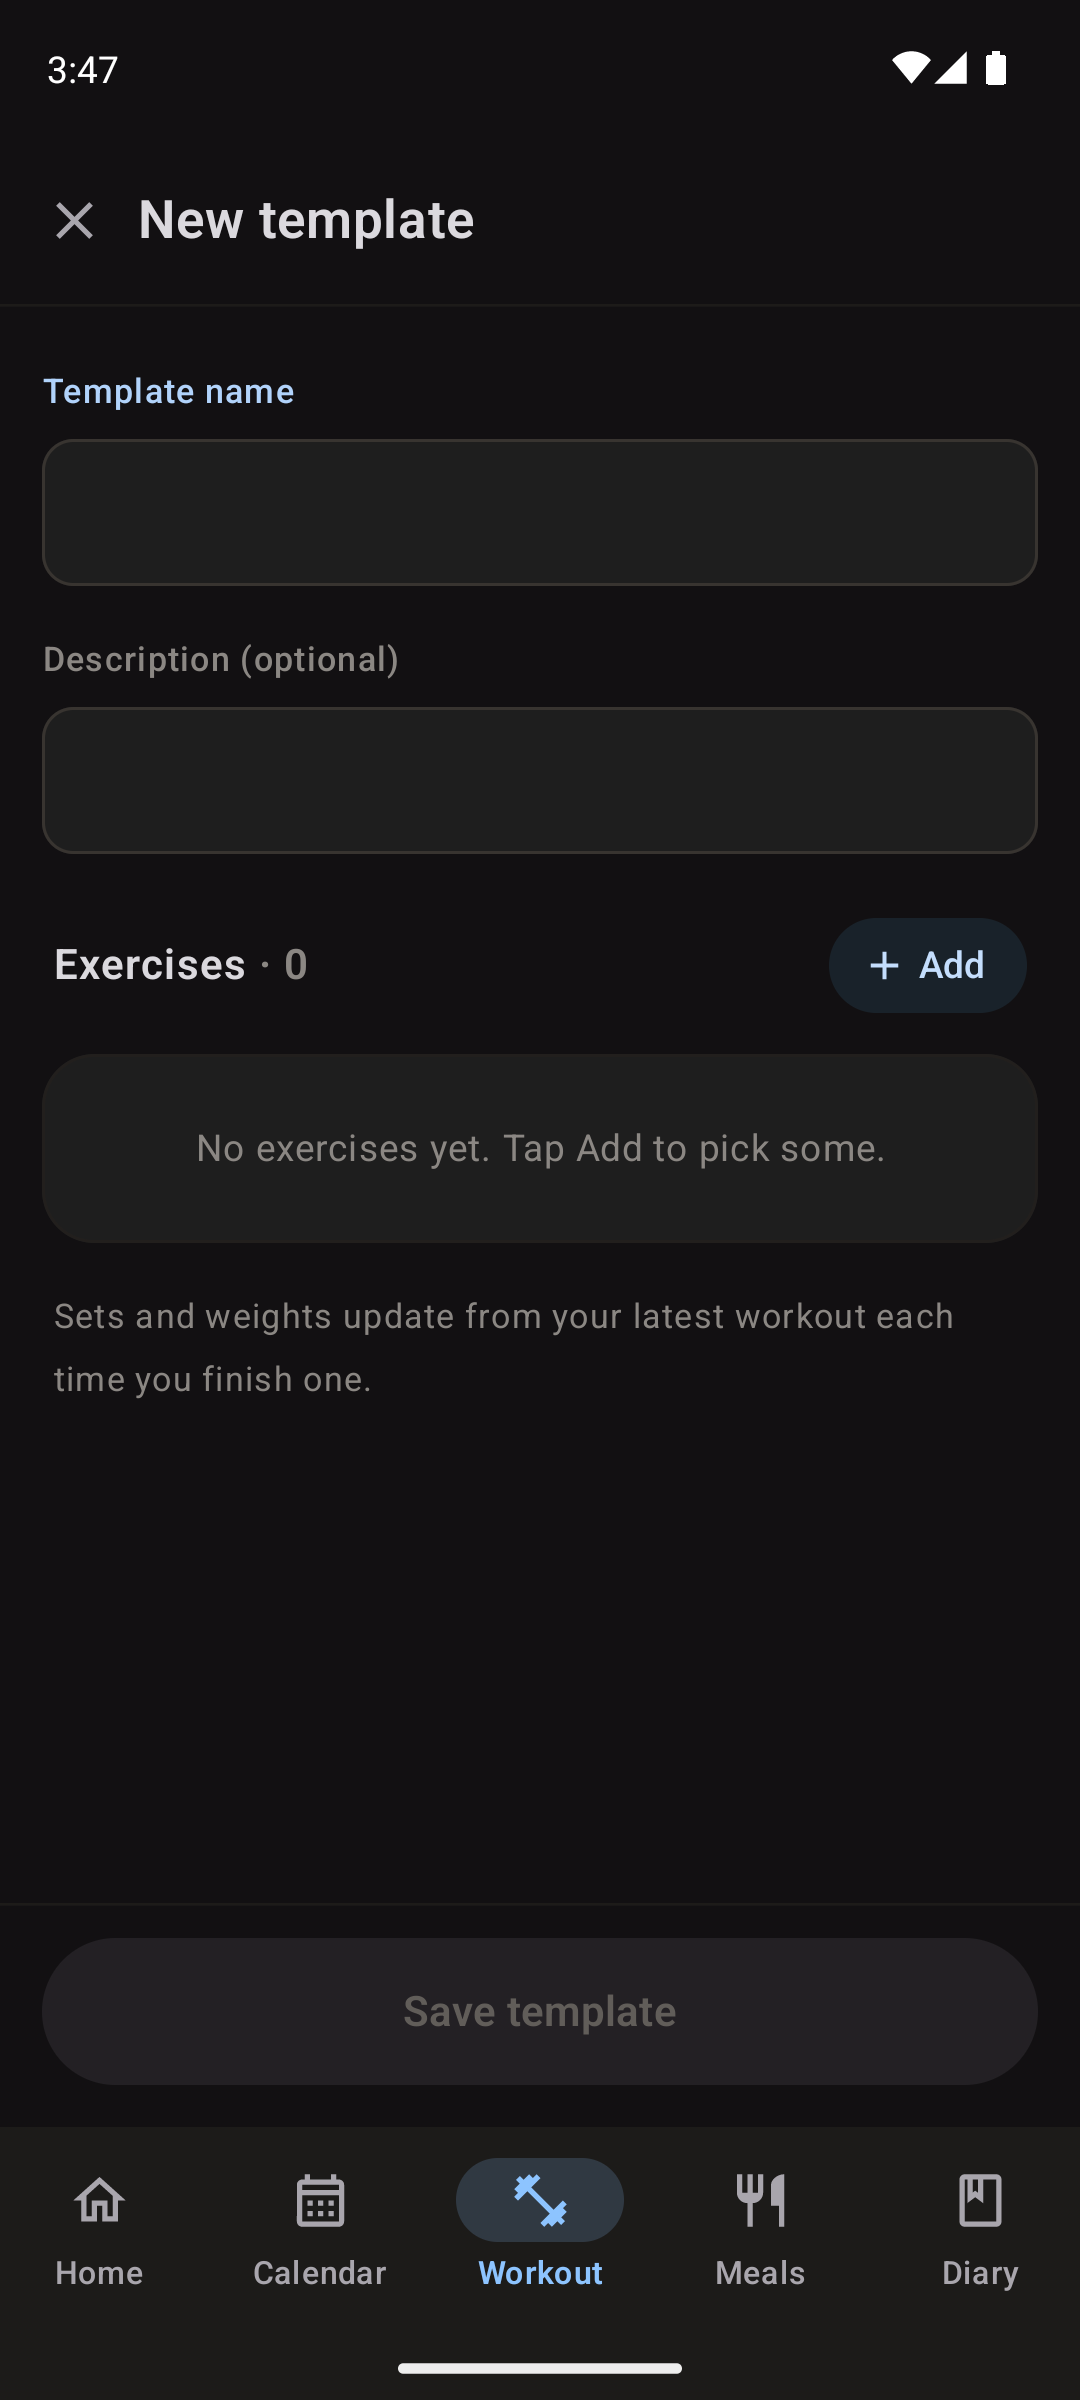 3:47
New template
Template name
Description (optional)
Exercises · 0
Add
No exercises yet. Tap Add to pick some.
Sets and weights update from your latest workout each
time you finish one.
Save template
Home
Calendar
Workout
Meals
Diary